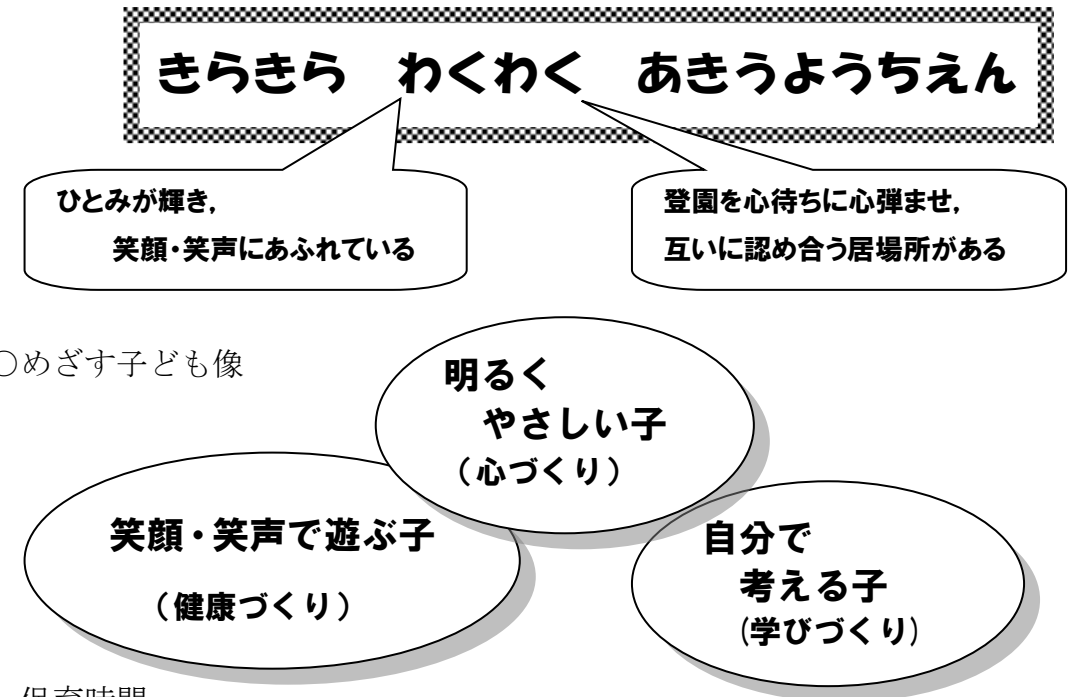 きらきら　わくわく　あきうようちえん
ひとみが輝き，
笑顔・笑声にあふれている
登園を心待ちに心弾ませ，
互いに認め合う居場所がある
○めざす子ども像
明るく
やさしい子
（心づくり）
笑顔・笑声で遊ぶ子
（健康づくり）
自分で
考える子
(学びづくり)
保育時間